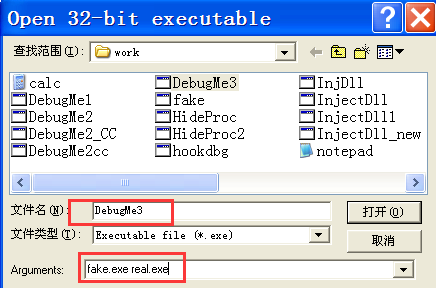 Open 32-bit executable
查找范围(I): work
calc DebugMe3 InjDll
DebugMe1 fake InjectDll
DebugMe2 HideProc InjectDll1
DebugMe2_CC HideProc2 InjectDll_new
DebugMe2cc hookdbg notepad
文件名(N): DebugMe3 打开(O)
文件类型(T): Executable file (*.exe) 取消
Arguments: fake.exe real.exe